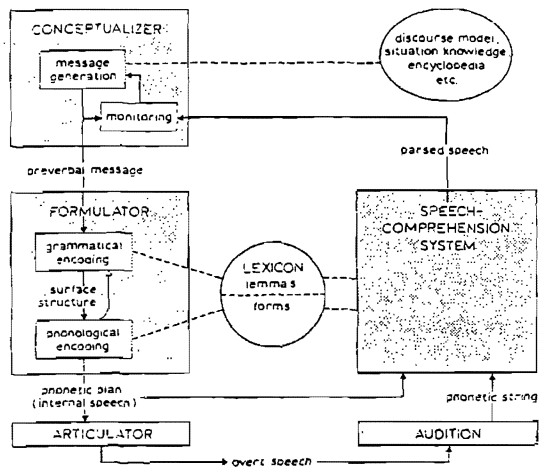 CONCEPTUALIZER
message
generation
monitoring
discourse model,
situation knowledge
encyclopedia
etc.
parsed speech
preverbal message
FORMULATOR
grammatical
encoding
surface
structure
phonological
encoding
LEXICON
lemmas
forms
SPEECH-
COMPREHENSION
SYSTEM
phonetic plan
(internal speech)
phonetic string
ARTICULATOR
AUDITION
overt speech